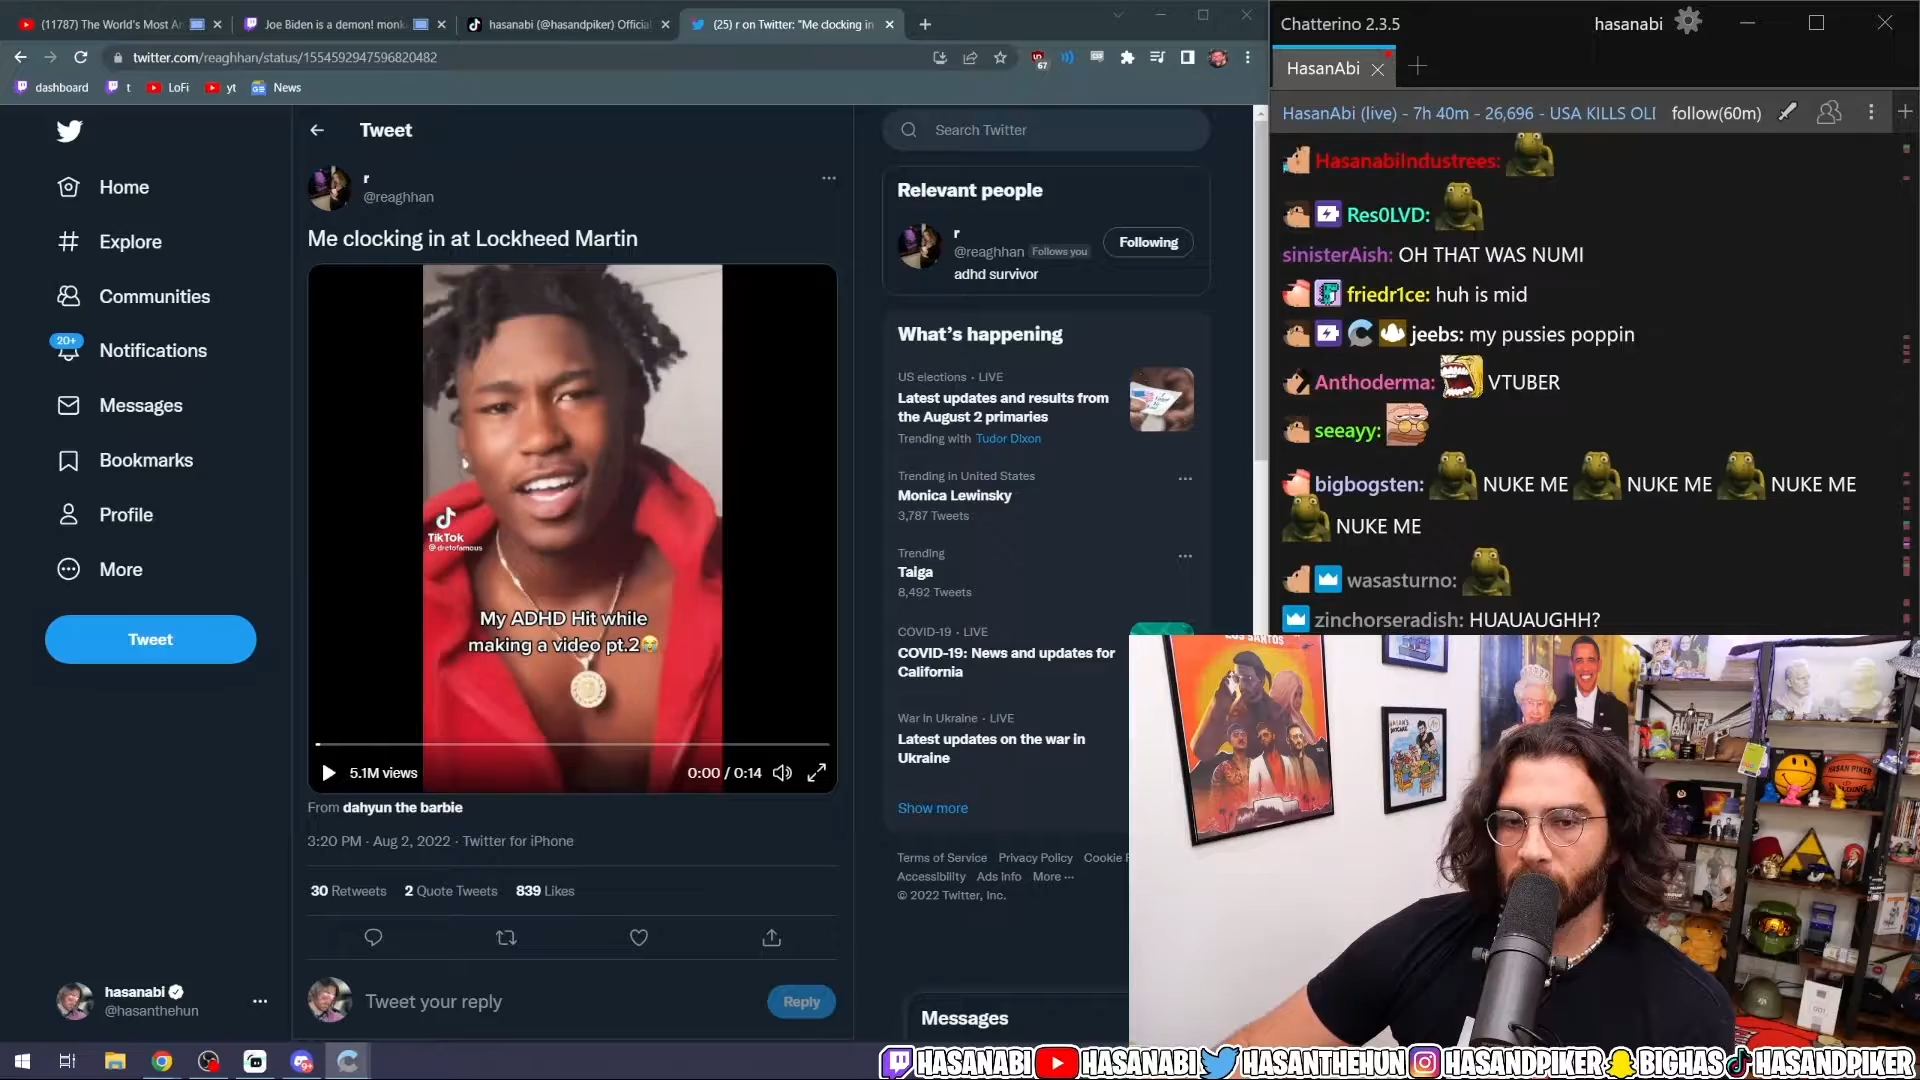 (11787) The World's Most Ar
Joe Biden is a demon! monk
hasanabi (@hasandpiker) Official
(25) r on Twitter: "Me clocking in
twitter.com/reaghhan/status/1554592947596820482
67
dashboard
t
LoFi
yt
News
Home
Explore
Communities
20+
Notifications
Messages
Bookmarks
Profile
More
Tweet
hasanabi
@hasanthehun
Tweet
r
@reaghhan
Me clocking in at Lockheed Martin
TikTok
@dretofamous
My ADHD Hit while
making a video pt.2😭
5.1M views
0:00 / 0:14
From dahyun the barbie
3:20 PM · Aug 2, 2022 · Twitter for iPhone
30 Retweets 2 Quote Tweets 839 Likes
Tweet your reply
Reply
Search Twitter
Relevant people
r
@reaghhan Follows you
Following
adhd survivor
What's happening
US elections · LIVE
Latest updates and results from
the August 2 primaries
Trending with Tudor Dixon
Trending in United States
Monica Lewinsky
3,787 Tweets
Trending
Taiga
8,492 Tweets
COVID-19 · LIVE
COVID-19: News and updates for
California
War in Ukraine · LIVE
Latest updates on the war in
Ukraine
Show more
Terms of Service Privacy Policy Cookie
Accessibility Ads info More ···
© 2022 Twitter, Inc.
Messages
Chatterino 2.3.5
hasanabi
HasanAbi
HasanAbi (live) - 7h 40m - 26,696 - USA KILLS OLI
follow(60m)
HasanabiIndustrees:
Res0LVD:
sinisterAish: OH THAT WAS NUMI
friedr1ce: huh is mid
jeebs: my pussies poppin
Anthoderma: VTUBER
seeayy:
bigbogsten: NUKE ME NUKE ME NUKE ME
NUKE ME
wasasturno:
zinchorseradish: HUAUAUGHH?
LOS SANTOS
HASAN PIKER
SPALDING
HASANABI HASANABI HASANTHEHUN HASANDPIKER BIGHAS HASANDPIKER